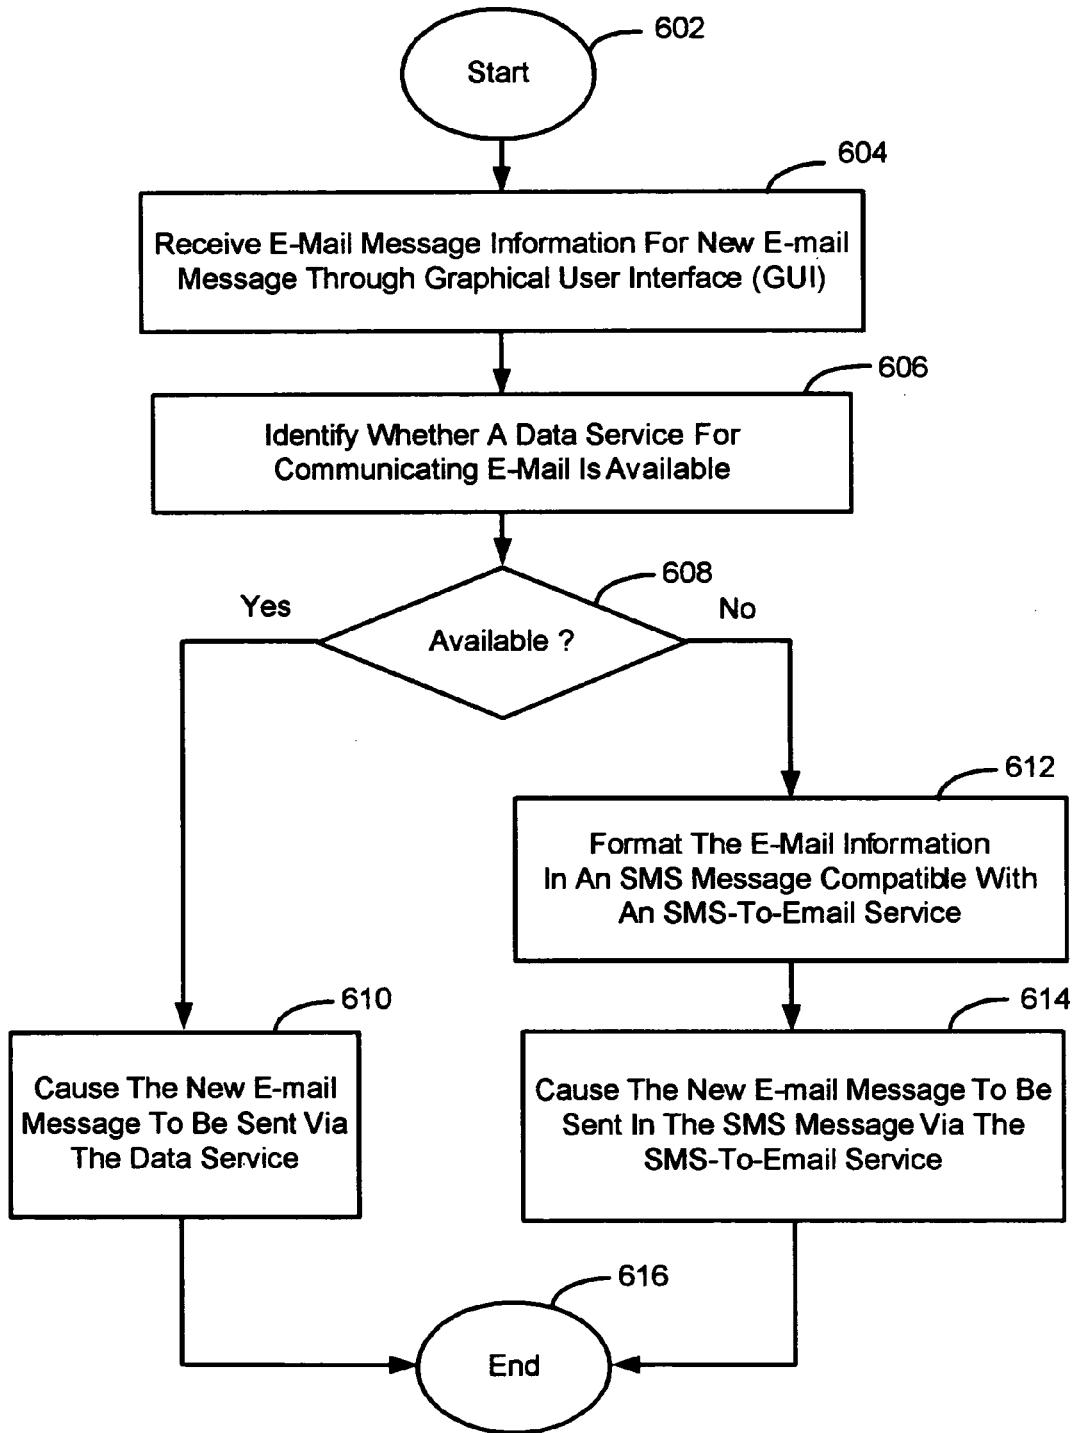 602
Start
604
Receive E-Mail Message Information For New E-mail
Message Through Graphical User Interface (GUI)
606
Identify Whether A Data Service For
Communicating E-Mail Is Available
608
Yes
No
Available ?
612
Format The E-Mail Information
In An SMS Message Compatible With
An SMS-To-Email Service
610
614
Cause The New E-mail
Message To Be Sent Via
The Data Service
Cause The New E-mail Message To Be
Sent In The SMS Message Via The
SMS-To-Email Service
616
End